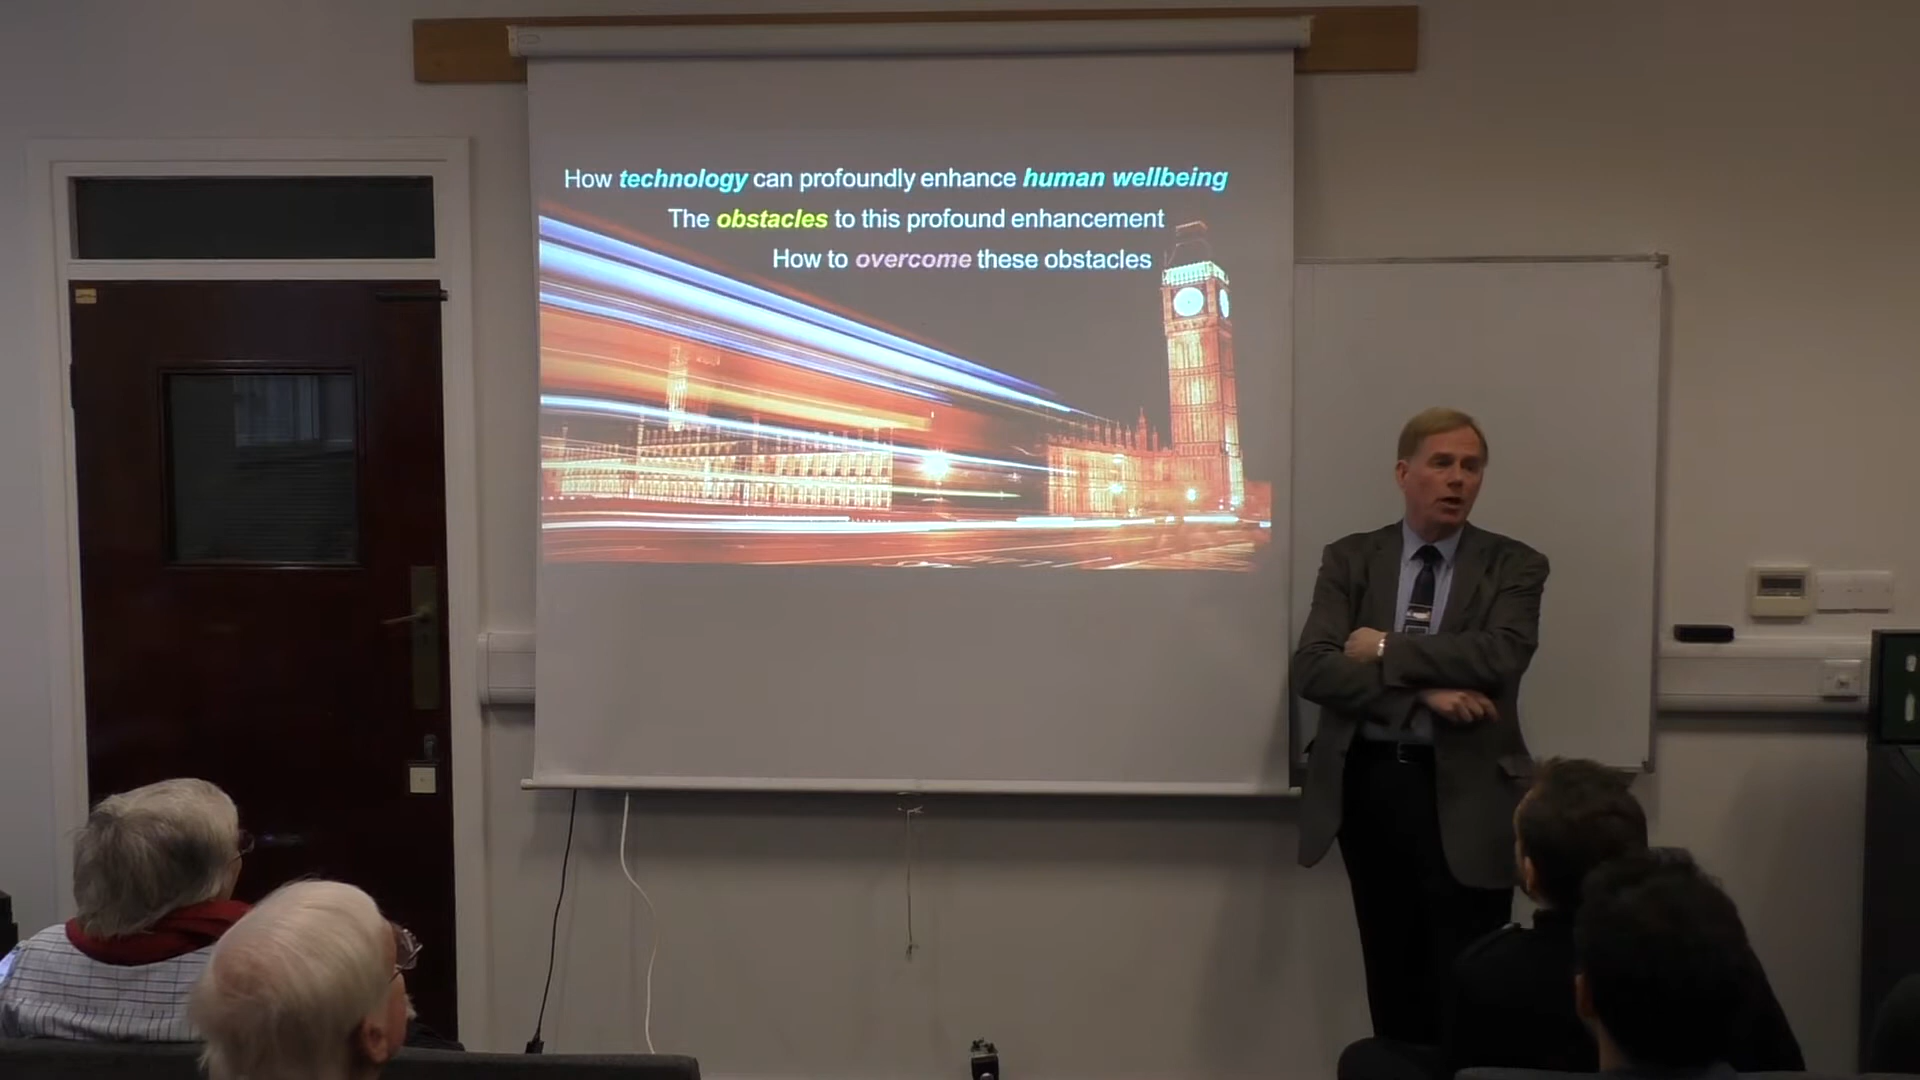 How technology can profoundly enhance human wellbeing
The obstacles to this profound enhancement
How to overcome these obstacles